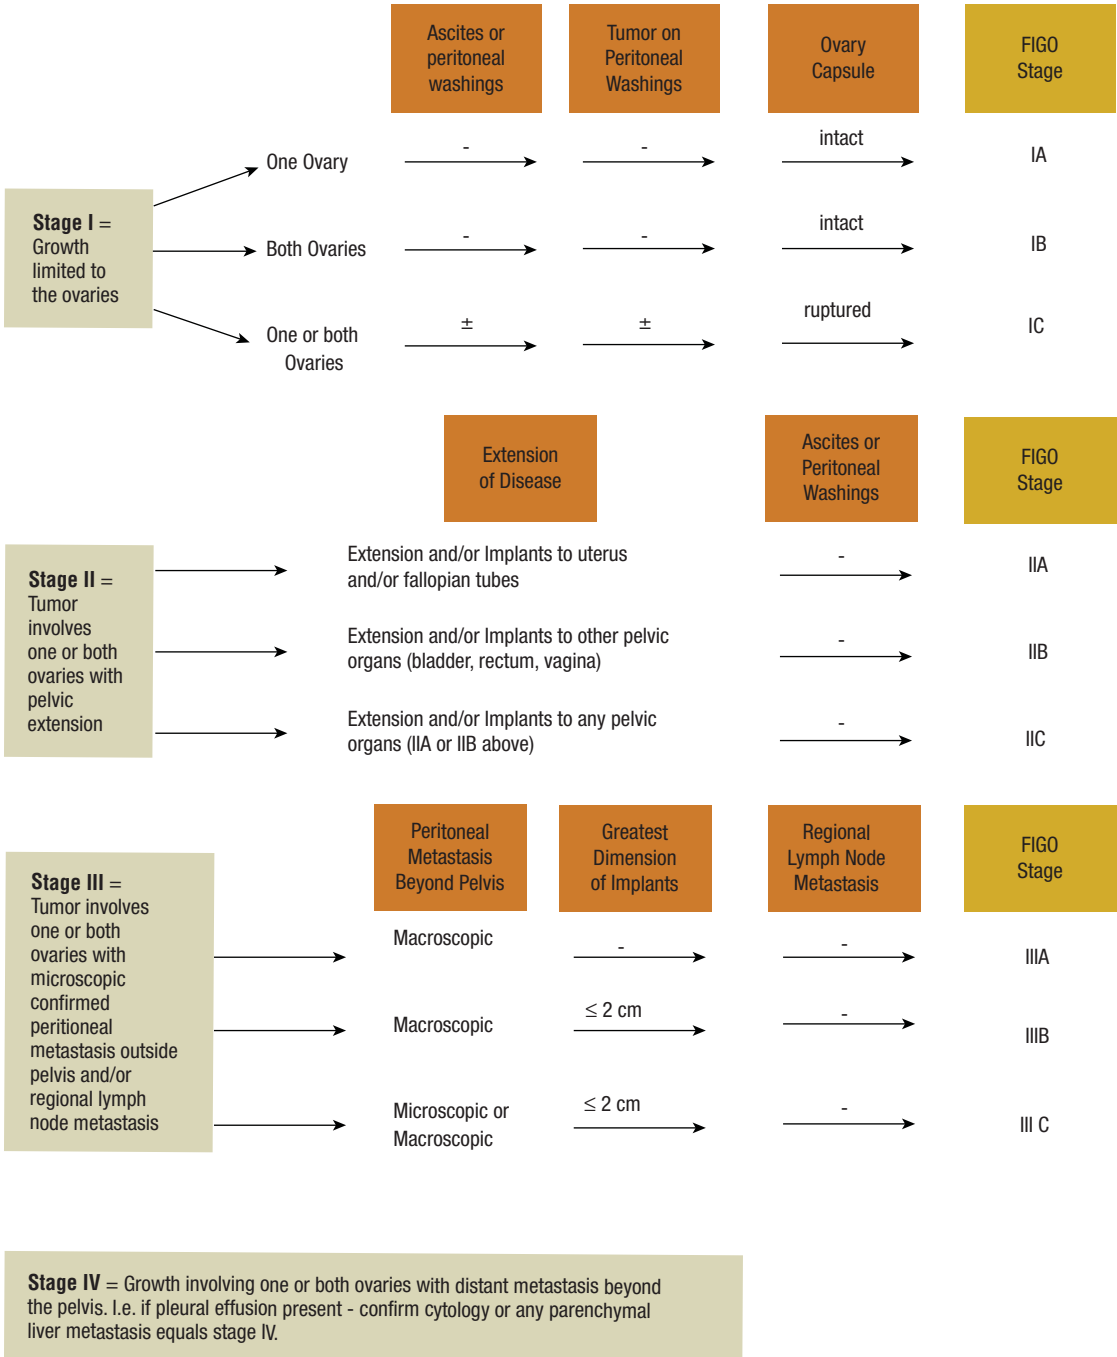 Ascites or
peritoneal
washings
Tumor on
Peritoneal
Washings
Ovary
Capsule
FIGO
Stage
Stage I =
Growth
limited to
the ovaries
One Ovary
-
-
intact
IA
Both Ovaries
-
-
intact
IB
One or both
Ovaries
±
±
ruptured
IC
Extension
of Disease
Ascites or
Peritoneal
Washings
FIGO
Stage
Stage II =
Tumor
involves
one or both
ovaries with
pelvic
extension
Extension and/or Implants to uterus
and/or fallopian tubes
-
IIA
Extension and/or Implants to other pelvic
organs (bladder, rectum, vagina)
-
IIB
Extension and/or Implants to any pelvic
organs (IIA or IIB above)
-
IIC
Peritoneal
Metastasis
Beyond Pelvis
Greatest
Dimension
of Implants
Regional
Lymph Node
Metastasis
FIGO
Stage
Stage III =
Tumor involves
one or both
ovaries with
microscopic
confirmed
peritioneal
metastasis outside
pelvis and/or
regional lymph
node metastasis
Macroscopic
-
-
IIIA
Macroscopic
≤ 2 cm
-
IIIB
Microscopic or
Macroscopic
≤ 2 cm
-
III C
Stage IV = Growth involving one or both ovaries with distant metastasis beyond
the pelvis. I.e. if pleural effusion present - confirm cytology or any parenchymal
liver metastasis equals stage IV.